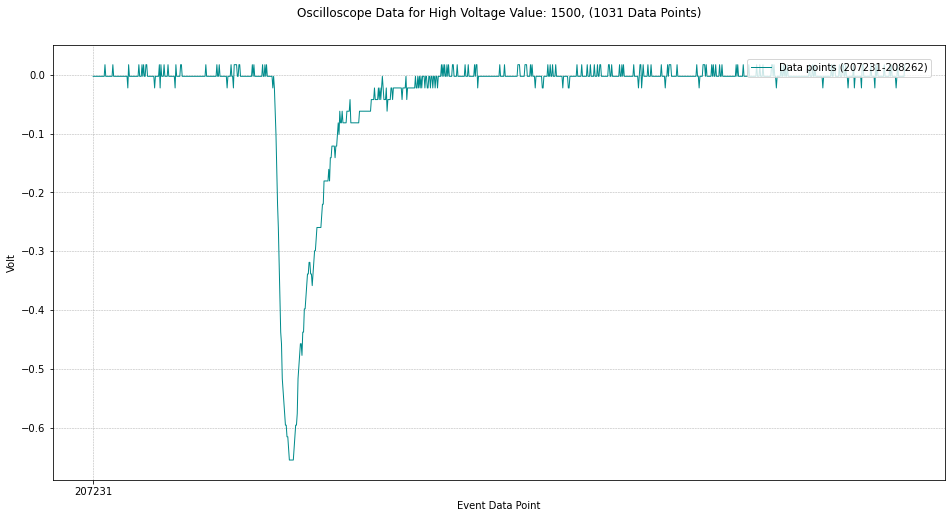 Oscilloscope Data for High Voltage Value: 1500, (1031 Data Points)
Data points (207231-208262)
0.0
−0.1
−0.2
−0.3
−0.4
−0.5
−0.6
Volt
207231
Event Data Point